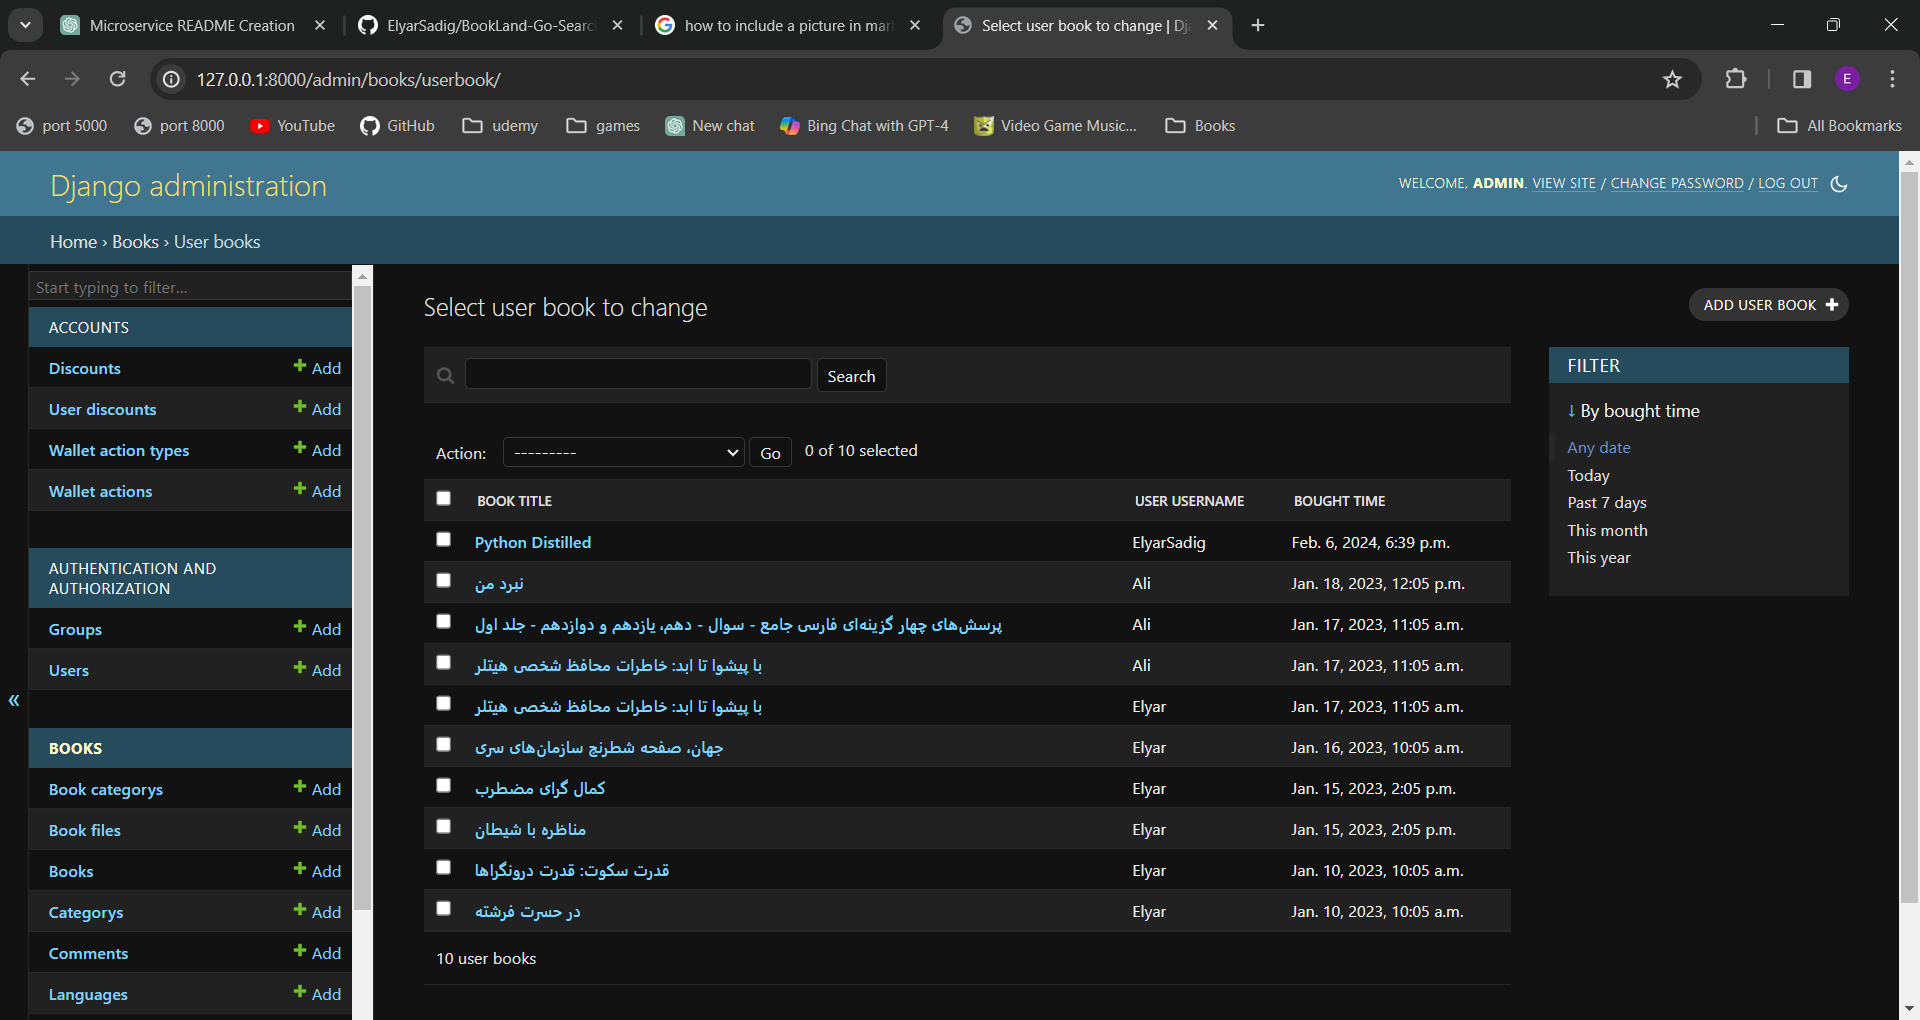 Microservice README Creation
ElyarSadig/BookLand-Go-Searc
how to include a picture in mar
Select user book to change | Dj
127.0.0.1:8000/admin/books/userbook/
E
port 5000
port 8000
YouTube
GitHub
udemy
games
New chat
Bing Chat with GPT-4
Video Game Music...
Books
All Bookmarks
Django administration
WELCOME, ADMIN. VIEW SITE / CHANGE PASSWORD / LOG OUT
Home › Books › User books
Start typing to filter...
ACCOUNTS
Discounts Add
User discounts Add
Wallet action types Add
Wallet actions Add
AUTHENTICATION AND
AUTHORIZATION
Groups Add
Users Add
«
BOOKS
Book categorys Add
Book files Add
Books Add
Categorys Add
Comments Add
Languages Add
Select user book to change
ADD USER BOOK +
Search
Action: --------- Go 0 of 10 selected
BOOK TITLE USER USERNAME BOUGHT TIME
Python Distilled ElyarSadig Feb. 6, 2024, 6:39 p.m.
نبرد من Ali Jan. 18, 2023, 12:05 p.m.
پرسش‌های چهار گزینه‌ای فارسی جامع - سوال - دهم، یازدهم و دوازدهم - جلد اول Ali Jan. 17, 2023, 11:05 a.m.
با پیشوا تا ابد: خاطرات محافظ شخصی هیتلر Ali Jan. 17, 2023, 11:05 a.m.
با پیشوا تا ابد: خاطرات محافظ شخصی هیتلر Elyar Jan. 17, 2023, 11:05 a.m.
جهان، صفحه شطرنج سازمان‌های سری Elyar Jan. 16, 2023, 10:05 a.m.
کمال گرای مضطرب Elyar Jan. 15, 2023, 2:05 p.m.
مناظره با شیطان Elyar Jan. 15, 2023, 2:05 p.m.
قدرت سکوت: قدرت درونگراها Elyar Jan. 10, 2023, 10:05 a.m.
در حسرت فرشته Elyar Jan. 10, 2023, 10:05 a.m.
10 user books
FILTER
↓ By bought time
Any date
Today
Past 7 days
This month
This year